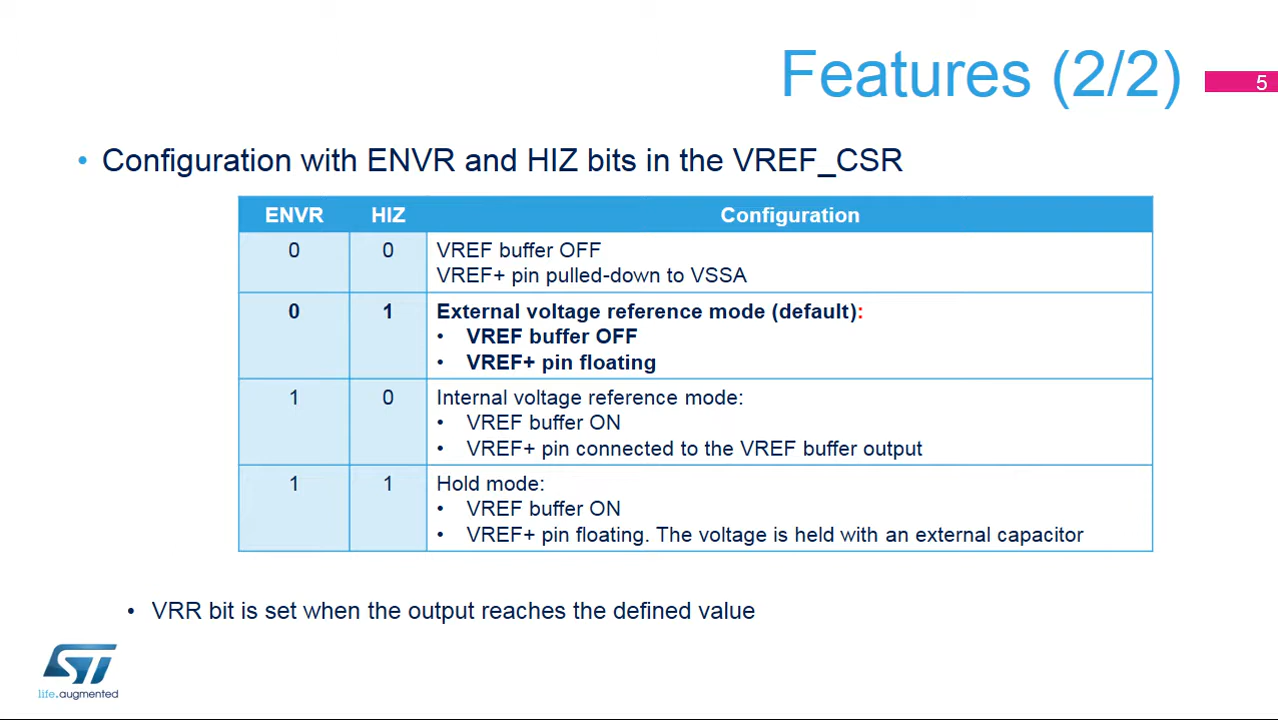 Features (2/2)
5
• Configuration with ENVR and HIZ bits in the VREF_CSR
ENVR HIZ Configuration
0 0 VREF buffer OFF
VREF+ pin pulled-down to VSSA
0 1 External voltage reference mode (default):
• VREF buffer OFF
• VREF+ pin floating
1 0 Internal voltage reference mode:
• VREF buffer ON
• VREF+ pin connected to the VREF buffer output
1 1 Hold mode:
• VREF buffer ON
• VREF+ pin floating. The voltage is held with an external capacitor
• VRR bit is set when the output reaches the defined value
ST
life.augmented